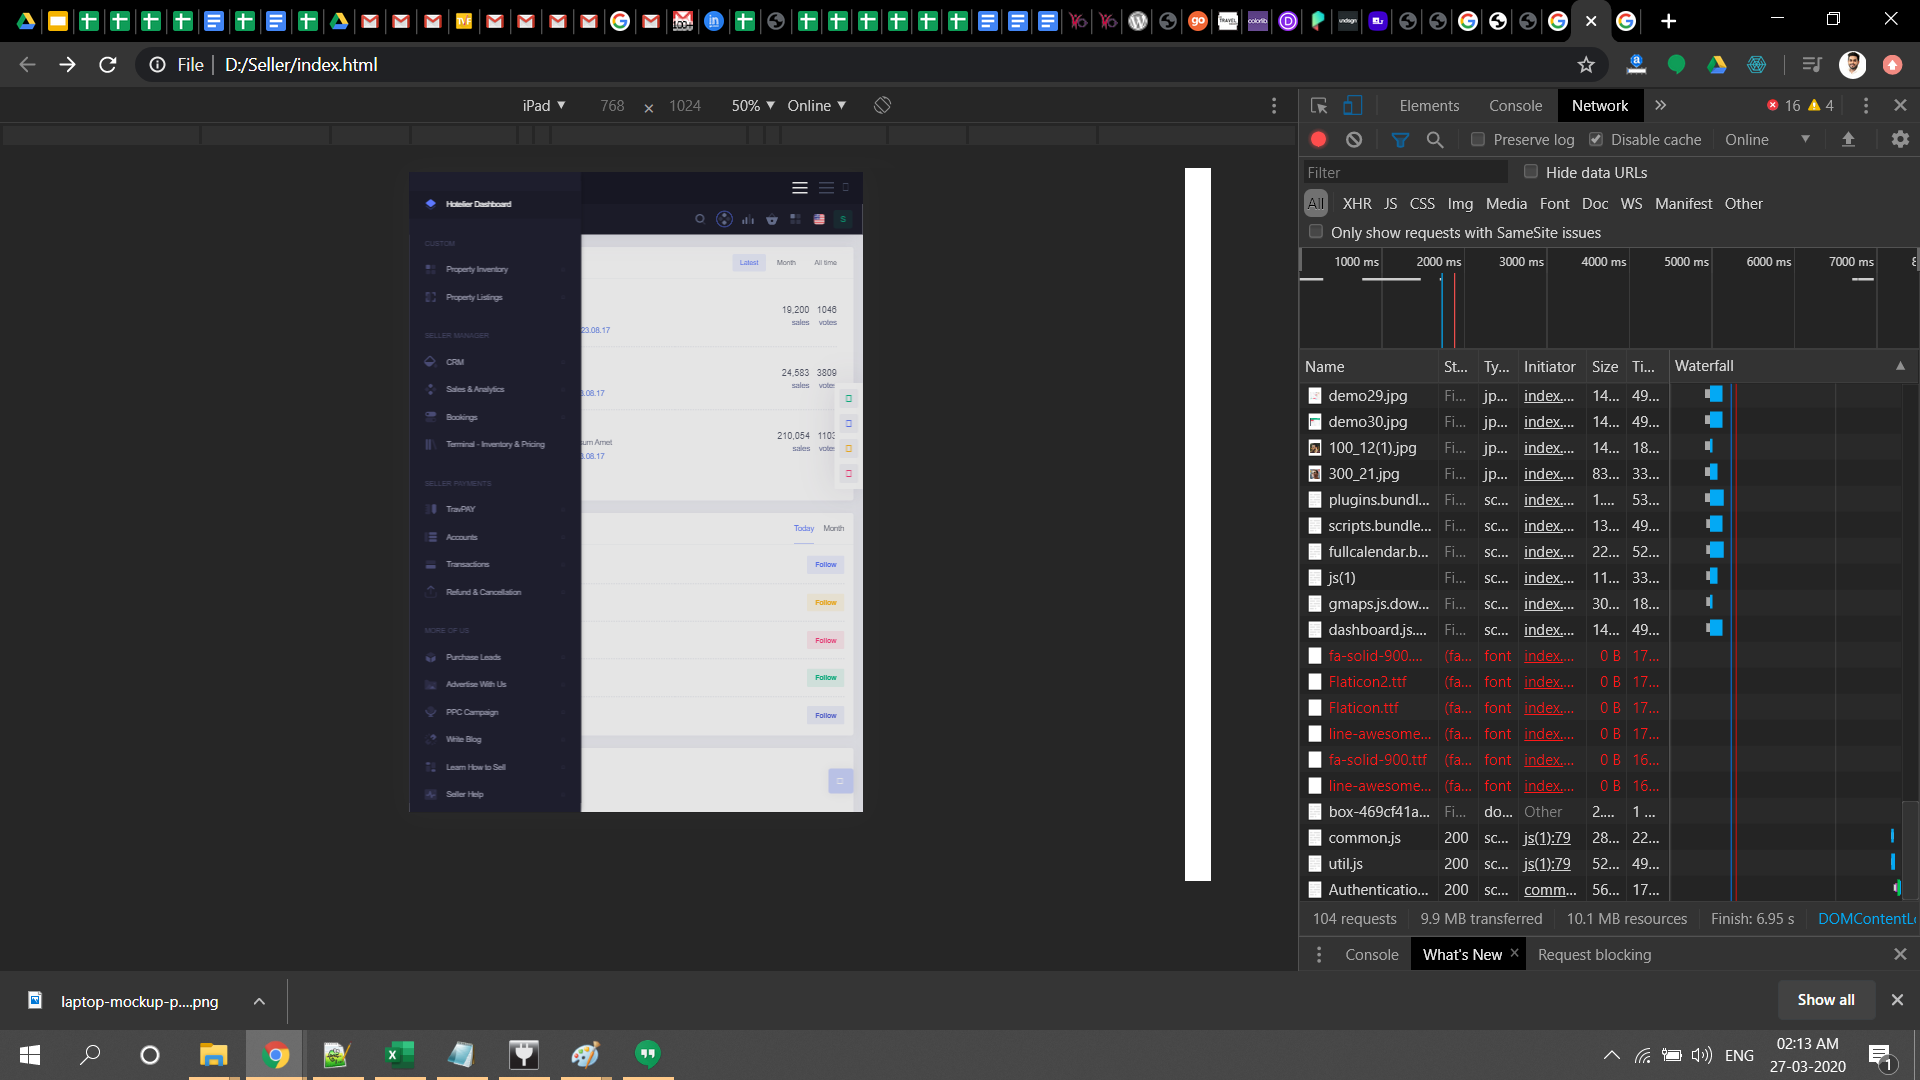 File
D:/Seller/index.html
iPad
768
×
1024
50%
Online
Elements
Console
Network
16
4
Preserve log
Disable cache
Online
Filter
Hide data URLs
All
XHR
JS
CSS
Img
Media
Font
Doc
WS
Manifest
Other
Only show requests with SameSite issues
1000 ms
2000 ms
3000 ms
4000 ms
5000 ms
6000 ms
7000 ms
Name St... Ty... Initiator Size Ti... Waterfall
demo29.jpg Fi... jp... index.... 14... 49...
demo30.jpg Fi... jp... index.... 14... 49...
100_12(1).jpg Fi... jp... index.... 14... 18...
300_21.jpg Fi... jp... index.... 83... 33...
plugins.bundl... Fi... sc... index.... 1.... 53...
scripts.bundle... Fi... sc... index.... 13... 49...
fullcalendar.b... Fi... sc... index.... 22... 52...
js(1) Fi... sc... index.... 11... 33...
gmaps.js.dow... Fi... sc... index.... 30... 18...
dashboard.js.... Fi... sc... index.... 14... 49...
fa-solid-900.... (fa... font index.... 0 B 17...
Flaticon2.ttf (fa... font index.... 0 B 17...
Flaticon.ttf (fa... font index.... 0 B 17...
line-awesome... (fa... font index.... 0 B 17...
fa-solid-900.ttf (fa... font index.... 0 B 16...
line-awesome... (fa... font index.... 0 B 16...
box-469cf41a... Fi... do... Other 2.... 1 ...
common.js 200 sc... js(1):79 28... 22...
util.js 200 sc... js(1):79 52... 49...
Authenticatio... 200 sc... comm... 56... 17...
104 requests
9.9 MB transferred
10.1 MB resources
Finish: 6.95 s
DOMContentL
Console
What's New
Request blocking
Hotelier Dashboard
CUSTOM
Property Inventory
Property Listings
SELLER MANAGER
CRM
Sales & Analytics
Bookings
Terminal - Inventory & Pricing
SELLER PAYMENTS
TravPAY
Accounts
Transactions
Refund & Cancellation
MORE OF US
Purchase Leads
Advertise With Us
PPC Campaign
Write Blog
Learn How to Sell
Seller Help
S
Latest
Month
All time
19,200 1046
sales votes
23.08.17
24,583 3809
sales votes
.08.17
210,054 1103
sales votes
um Amet
.08.17
Today
Month
Follow
Follow
Follow
Follow
Follow
laptop-mockup-p....png
Show all
ENG
02:13 AM
27-03-2020
1